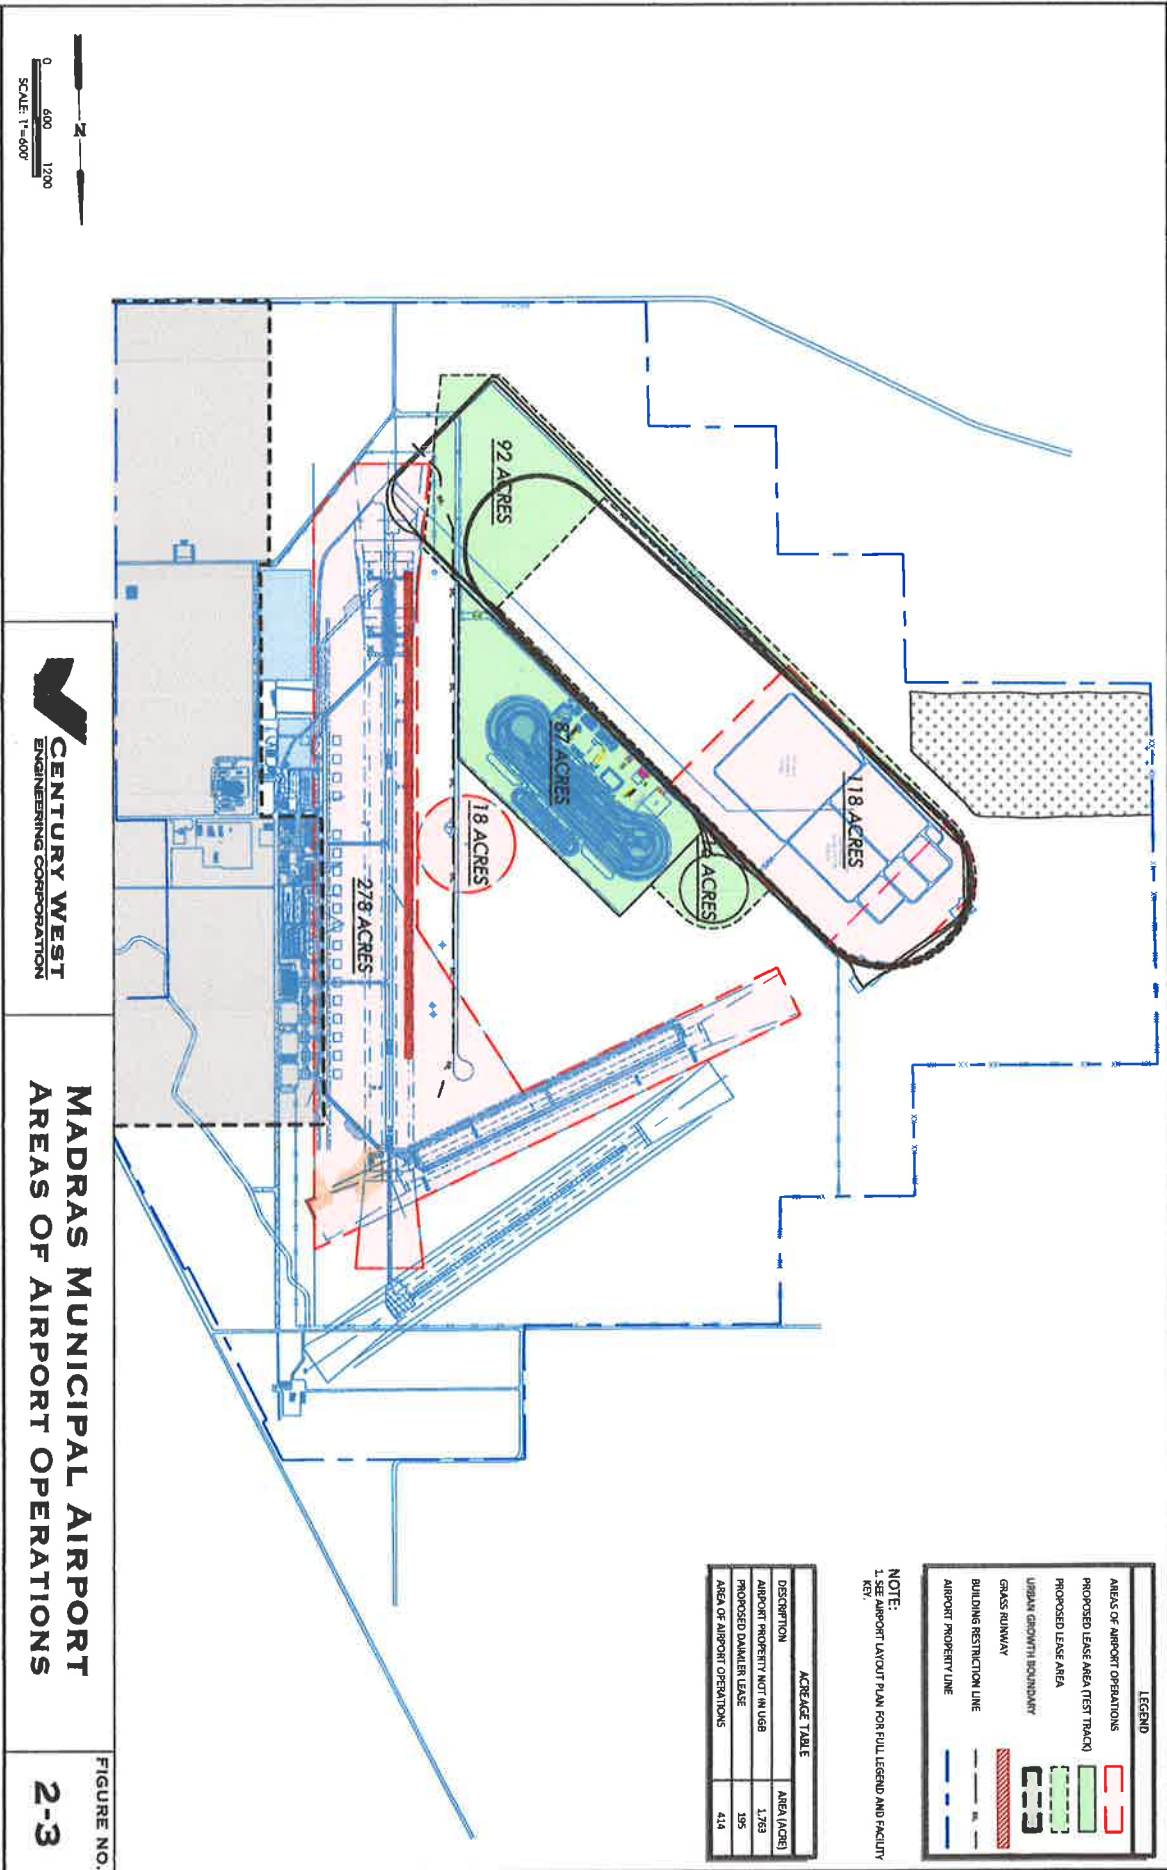 LEGEND
AREAS OF AIRPORT OPERATIONS
PROPOSED LEASE AREA (TEST TRACK)
PROPOSED LEASE AREA
URBAN GROWTH BOUNDARY
GRASS RUNWAY
BUILDING RESTRICTION LINE
BRL
AIRPORT PROPERTY LINE
NOTE:
1. SEE AIRPORT LAYOUT PLAN FOR FULL LEGEND AND FACILITY
KEY.
ACREAGE TABLE
DESCRIPTION AREA (ACRE)
AIRPORT PROPERTY NOT IN UGB 1,763
PROPOSED DAIMLER LEASE 195
AREA OF AIRPORT OPERATIONS 414
118 ACRES
92 ACRES
87 ACRES
ACRES
18 ACRES
278 ACRES
N
0 600 1200
SCALE: 1"=600'
CENTURY WEST
ENGINEERING CORPORATION
MADRAS MUNICIPAL AIRPORT
AREAS OF AIRPORT OPERATIONS
FIGURE NO.
2-3